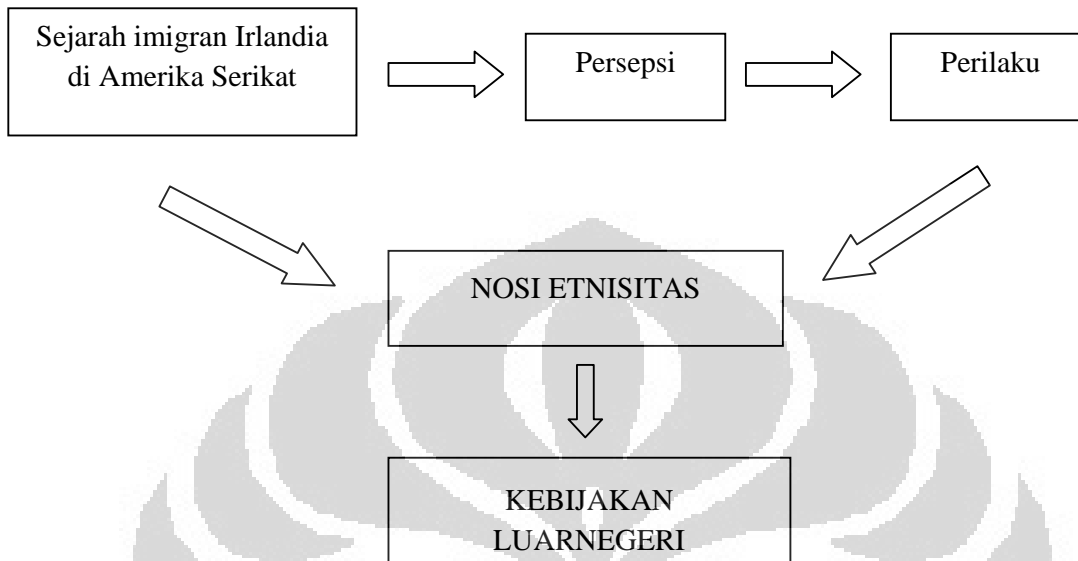 Sejarah imigran Irlandia
di Amerika Serikat
Persepsi
Perilaku
NOSI ETNISITAS
KEBIJAKAN
LUARNEGERI